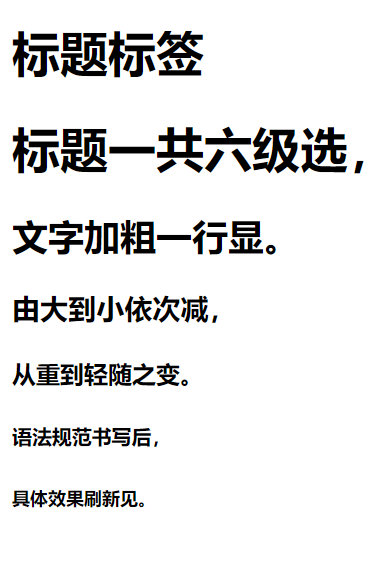 标题标签
标题一共六级选，
文字加粗一行显。
由大到小依次减，
从重到轻随之变。
语法规范书写后，
具体效果刷新见。